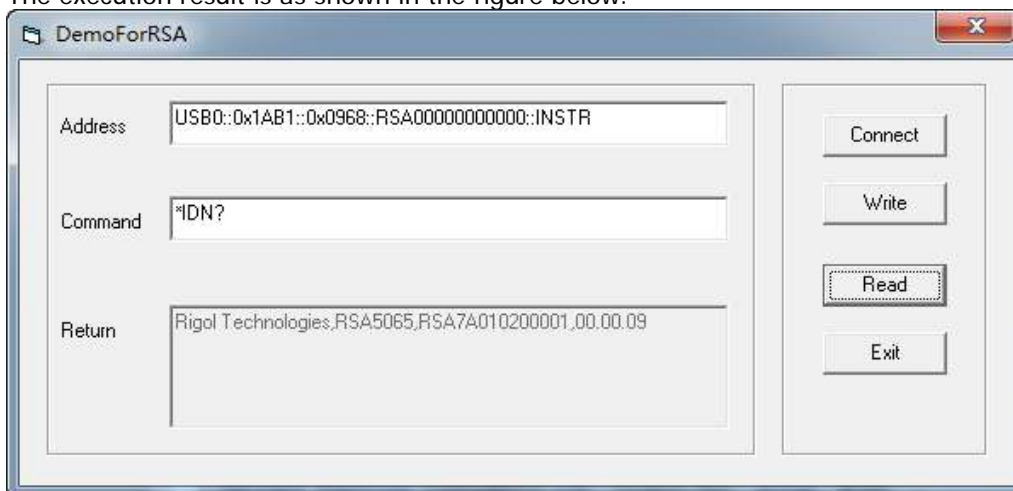 The execution result is as shown in the figure below:
DemoForRSA
Address
USB0::0x1AB1::0x0968::RSA00000000000::INSTR
Connect
Command
*IDN?
Write
Read
Return
Rigol Technologies,RSA5065,RSA7A010200001,00.00.09
Exit